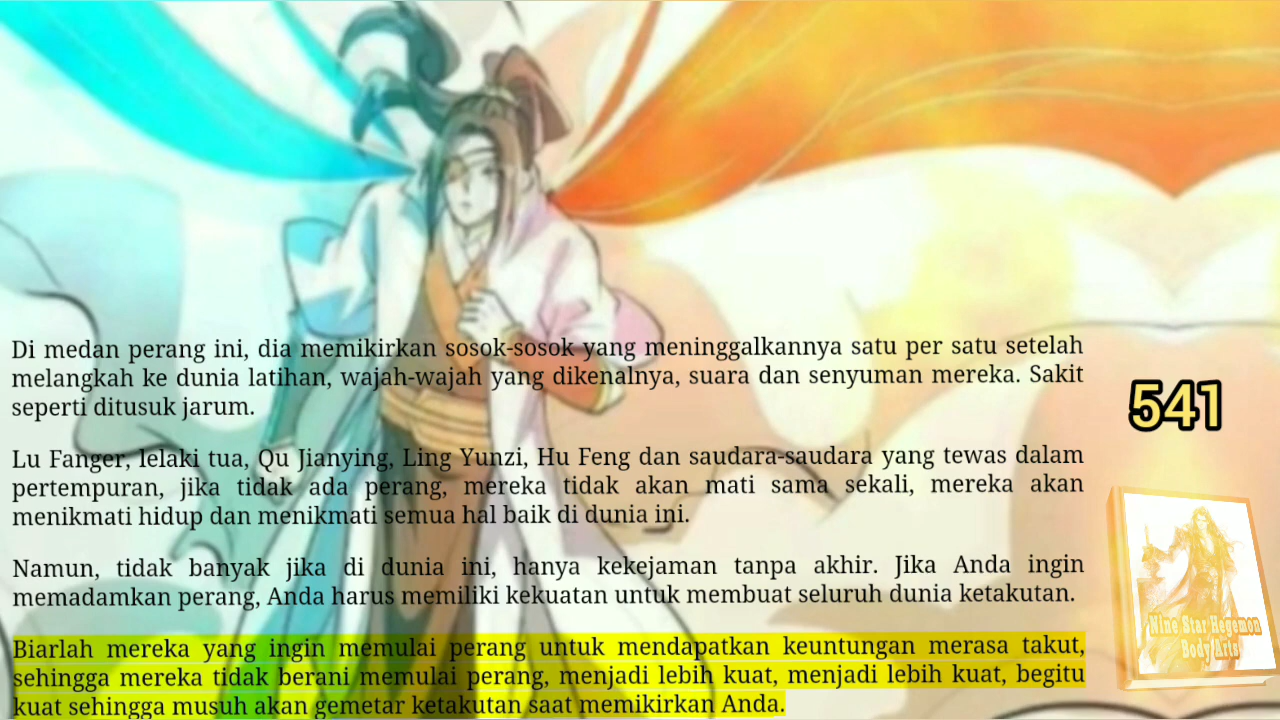 Di medan perang ini, dia memikirkan sosok-sosok yang meninggalkannya satu per satu setelah
melangkah ke dunia latihan, wajah-wajah yang dikenalnya, suara dan senyuman mereka. Sakit
seperti ditusuk jarum.
Lu Fanger, lelaki tua, Qu Jianying, Ling Yunzi, Hu Feng dan saudara-saudara yang tewas dalam
pertempuran, jika tidak ada perang, mereka tidak akan mati sama sekali, mereka akan
menikmati hidup dan menikmati semua hal baik di dunia ini.
Namun, tidak banyak jika di dunia ini, hanya kekejaman tanpa akhir. Jika Anda ingin
memadamkan perang, Anda harus memiliki kekuatan untuk membuat seluruh dunia ketakutan.
Biarlah mereka yang ingin memulai perang untuk mendapatkan keuntungan merasa takut,
sehingga mereka tidak berani memulai perang, menjadi lebih kuat, menjadi lebih kuat, begitu
kuat sehingga musuh akan gemetar ketakutan saat memikirkan Anda.
541
Nine Star Hegemon
Body Arts